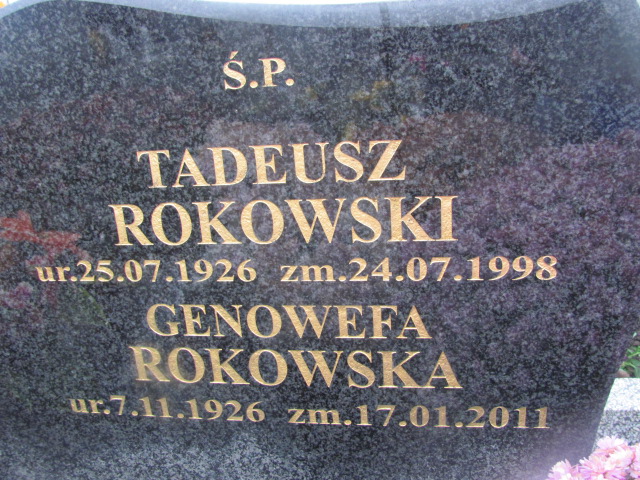 Ś.P.
TADEUSZ
ROKOWSKI
ur.25.07.1926 zm.24.07.1998
GENOWEFA
ROKOWSKA
ur.7.11.1926 zm.17.01.2011